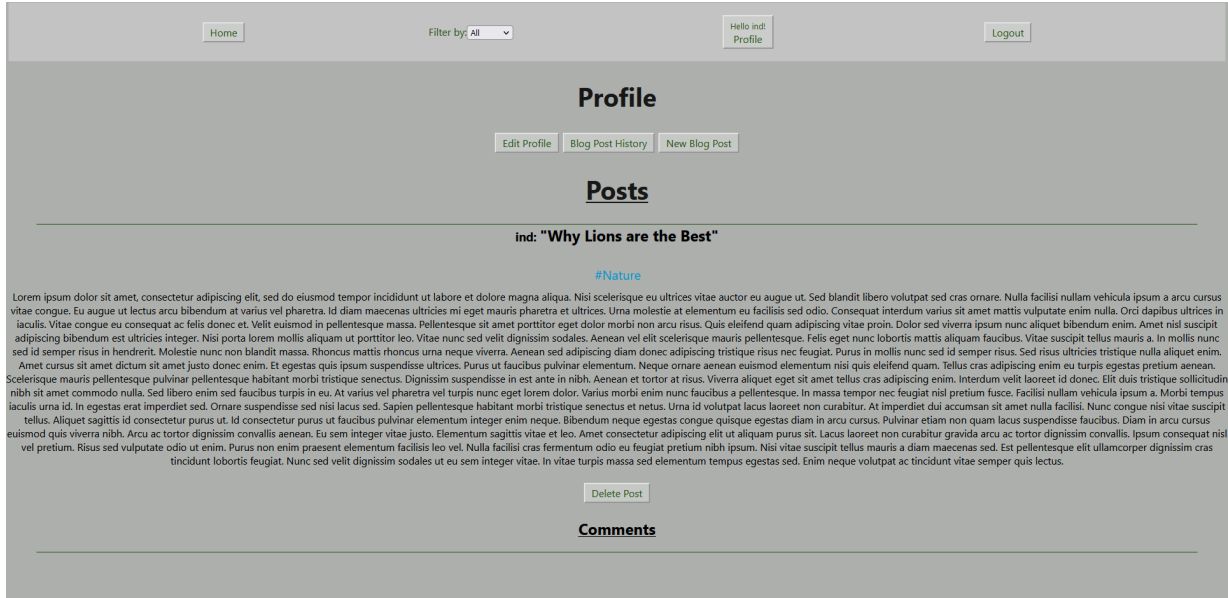 Home
Filter by: All
Hello ind!
Profile
Logout
Profile
Edit Profile
Blog Post History
New Blog Post
Posts
ind: "Why Lions are the Best"
#Nature
Lorem ipsum dolor sit amet, consectetur adipiscing elit, sed do eiusmod tempor incididunt ut labore et dolore magna aliqua. Nisi scelerisque eu ultrices vitae auctor eu augue ut. Sed blandit libero volutpat sed cras ornare. Nulla facilisi nullam vehicula ipsum a arcu cursus
vitae congue. Eu augue ut lectus arcu bibendum at varius vel pharetra. Id diam maecenas ultricies mi eget mauris pharetra et ultrices. Urna molestie at elementum eu facilisis sed odio. Consequat interdum varius sit amet mattis vulputate enim nulla. Orci dapibus ultrices in
iaculis. Vitae congue eu consequat ac felis donec et. Velit euismod in pellentesque massa. Pellentesque sit amet porttitor eget dolor morbi non arcu risus. Quis eleifend quam adipiscing vitae proin. Dolor sed viverra ipsum nunc aliquet bibendum enim. Amet nisl suscipit
adipiscing bibendum est ultricies integer. Nisi porta lorem mollis aliquam ut porttitor leo. Vitae nunc sed velit dignissim sodales. Aenean vel elit scelerisque mauris pellentesque. Felis eget nunc lobortis mattis aliquam faucibus. Vitae suscipit tellus mauris a. In mollis nunc
sed id semper risus in hendrerit. Molestie nunc non blandit massa. Rhoncus mattis rhoncus urna neque viverra. Aenean sed adipiscing diam donec adipiscing tristique risus nec feugiat. Purus in mollis nunc sed id semper risus. Sed risus ultricies tristique nulla aliquet enim.
Amet cursus sit amet dictum sit amet justo donec enim. Et egestas quis ipsum suspendisse ultrices. Purus ut faucibus pulvinar elementum. Neque ornare aenean euismod elementum nisi quis eleifend quam. Tellus cras adipiscing enim eu turpis egestas pretium aenean.
Scelerisque mauris pellentesque pulvinar pellentesque habitant morbi tristique senectus. Dignissim suspendisse in est ante in nibh. Aenean et tortor at risus. Viverra aliquet eget sit amet tellus cras adipiscing enim. Interdum velit laoreet id donec. Elit duis tristique sollicitudin
nibh sit amet commodo nulla. Sed libero enim sed faucibus turpis in eu. At varius vel pharetra vel turpis nunc eget lorem dolor. Varius morbi enim nunc faucibus a pellentesque. In massa tempor nec feugiat nisl pretium fusce. Facilisi nullam vehicula ipsum a. Morbi tempus
iaculis urna id. In egestas erat imperdiet sed. Ornare suspendisse sed nisi lacus sed. Sapien pellentesque habitant morbi tristique senectus et netus. Urna id volutpat lacus laoreet non curabitur. At imperdiet dui accumsan sit amet nulla facilisi. Nunc congue nisi vitae suscipit
tellus. Aliquet sagittis id consectetur purus ut. Id consectetur purus ut faucibus pulvinar elementum integer enim neque. Bibendum neque egestas congue quisque egestas diam in arcu cursus. Pulvinar etiam non quam lacus suspendisse faucibus. Diam in arcu cursus
euismod quis viverra nibh. Arcu ac tortor dignissim convallis aenean. Eu sem integer vitae justo. Elementum sagittis vitae et leo. Amet consectetur adipiscing elit ut aliquam purus sit. Lacus laoreet non curabitur gravida arcu ac tortor dignissim convallis. Ipsum consequat nisl
vel pretium. Risus sed vulputate odio ut enim. Purus non enim praesent elementum facilisis leo vel. Nulla facilisi cras fermentum odio eu feugiat pretium nibh ipsum. Nisi vitae suscipit tellus mauris a diam maecenas sed. Est pellentesque elit ullamcorper dignissim cras
tincidunt lobortis feugiat. Nunc sed velit dignissim sodales ut eu sem integer vitae. In vitae turpis massa sed elementum tempus egestas sed. Enim neque volutpat ac tincidunt vitae semper quis lectus.
Delete Post
Comments